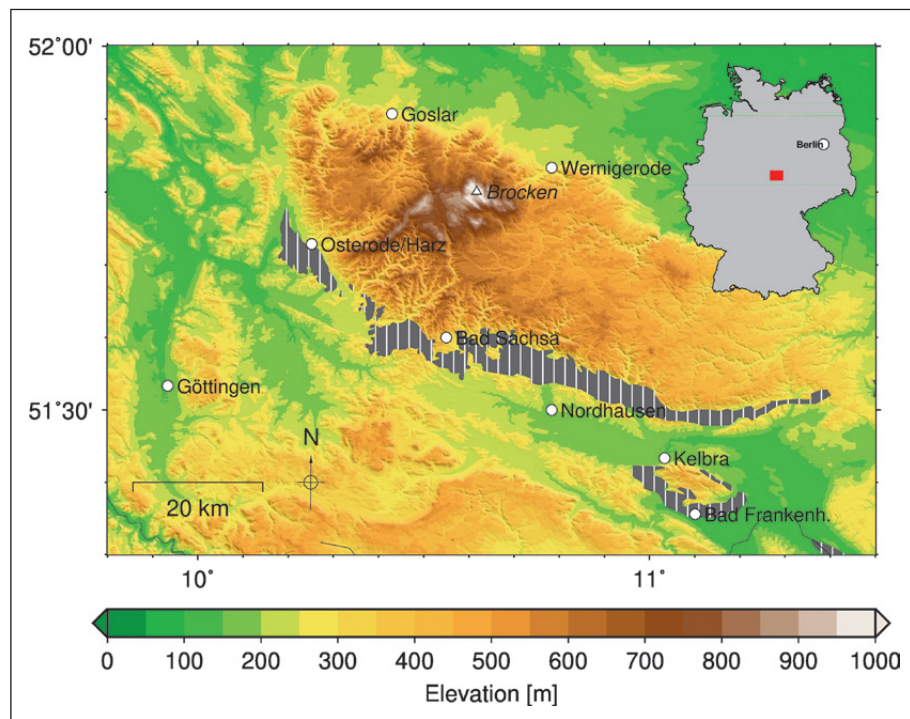 52°00'
Goslar
Berlin
Wernigerode
Brocken
Osterode/Harz
Bad Sachsa
Göttingen
51°30'
Nordhausen
N
Kelbra
20 km
Bad Frankenh.
10° 11°
0 100 200 300 400 500 600 700 800 900 1000
Elevation [m]